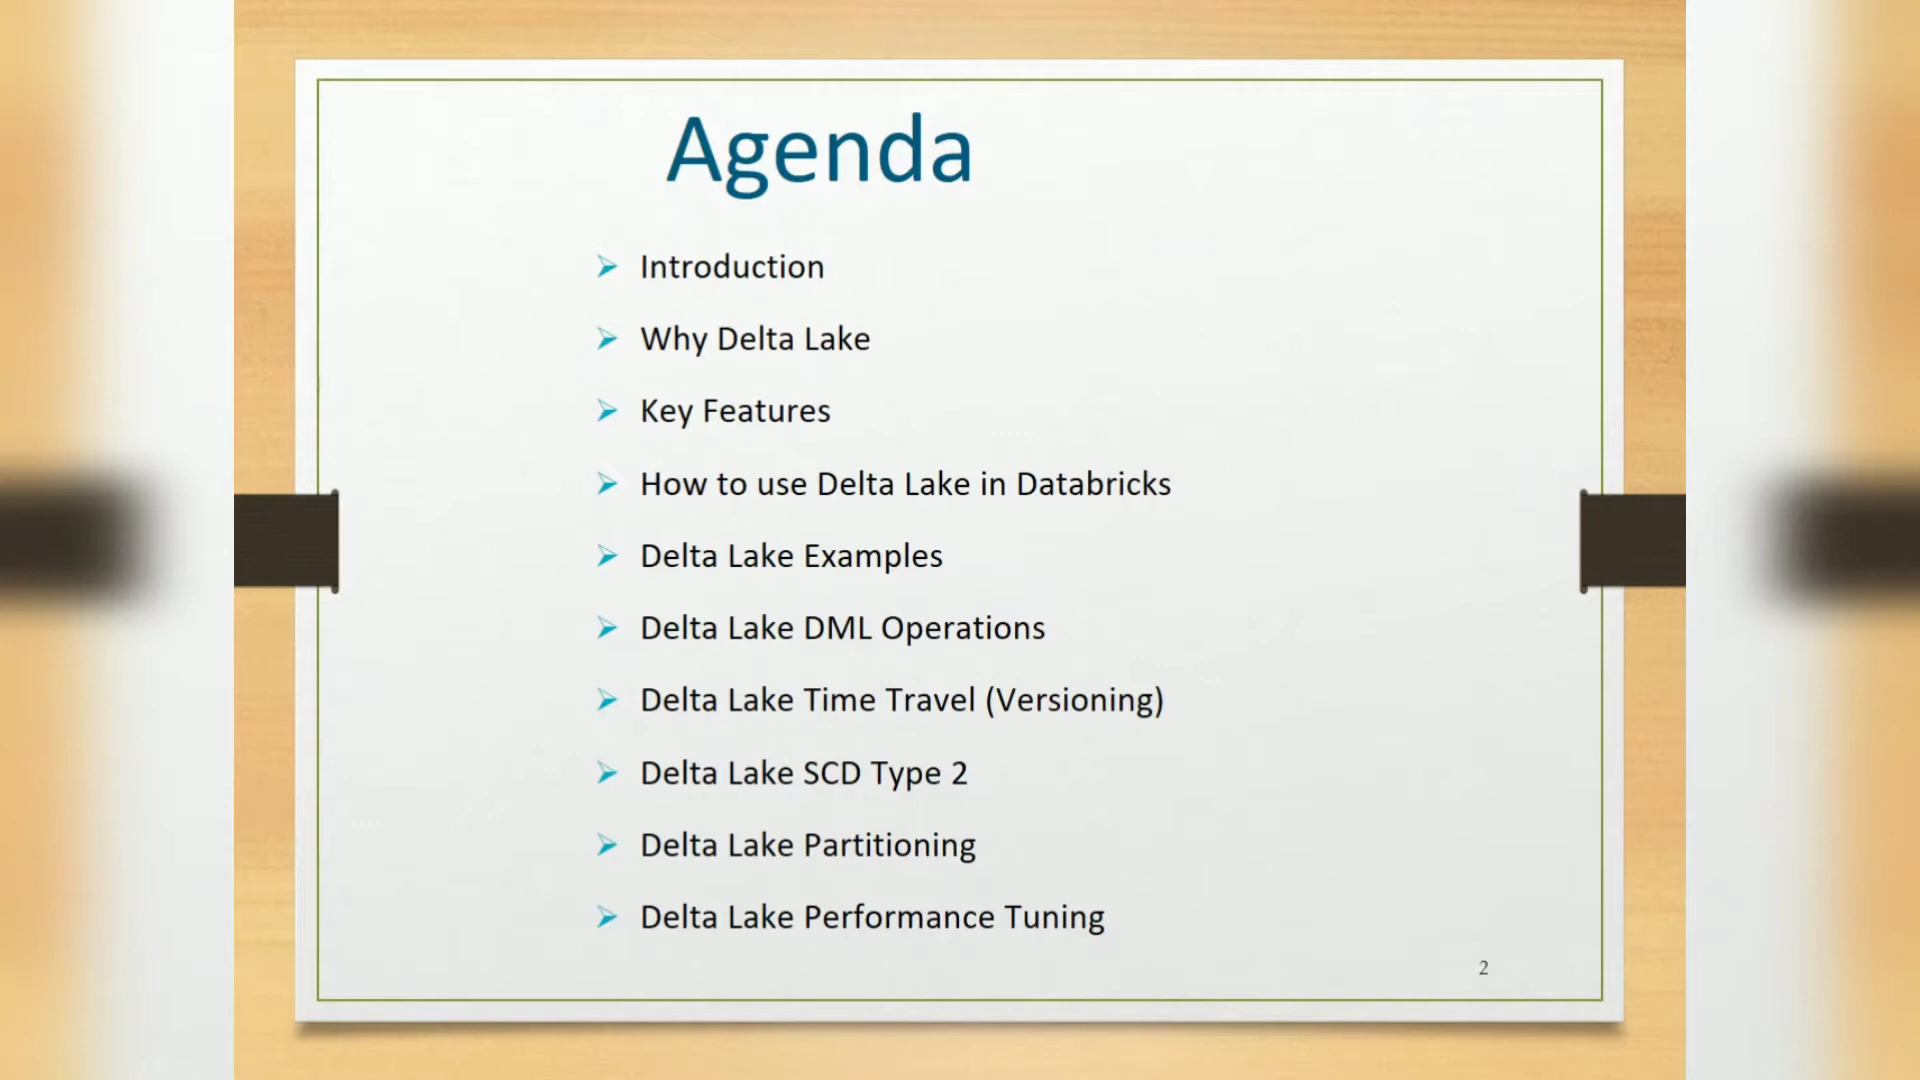 Agenda
Introduction
Why Delta Lake
Key Features
How to use Delta Lake in Databricks
Delta Lake Examples
Delta Lake DML Operations
Delta Lake Time Travel (Versioning)
Delta Lake SCD Type 2
Delta Lake Partitioning
Delta Lake Performance Tuning
2